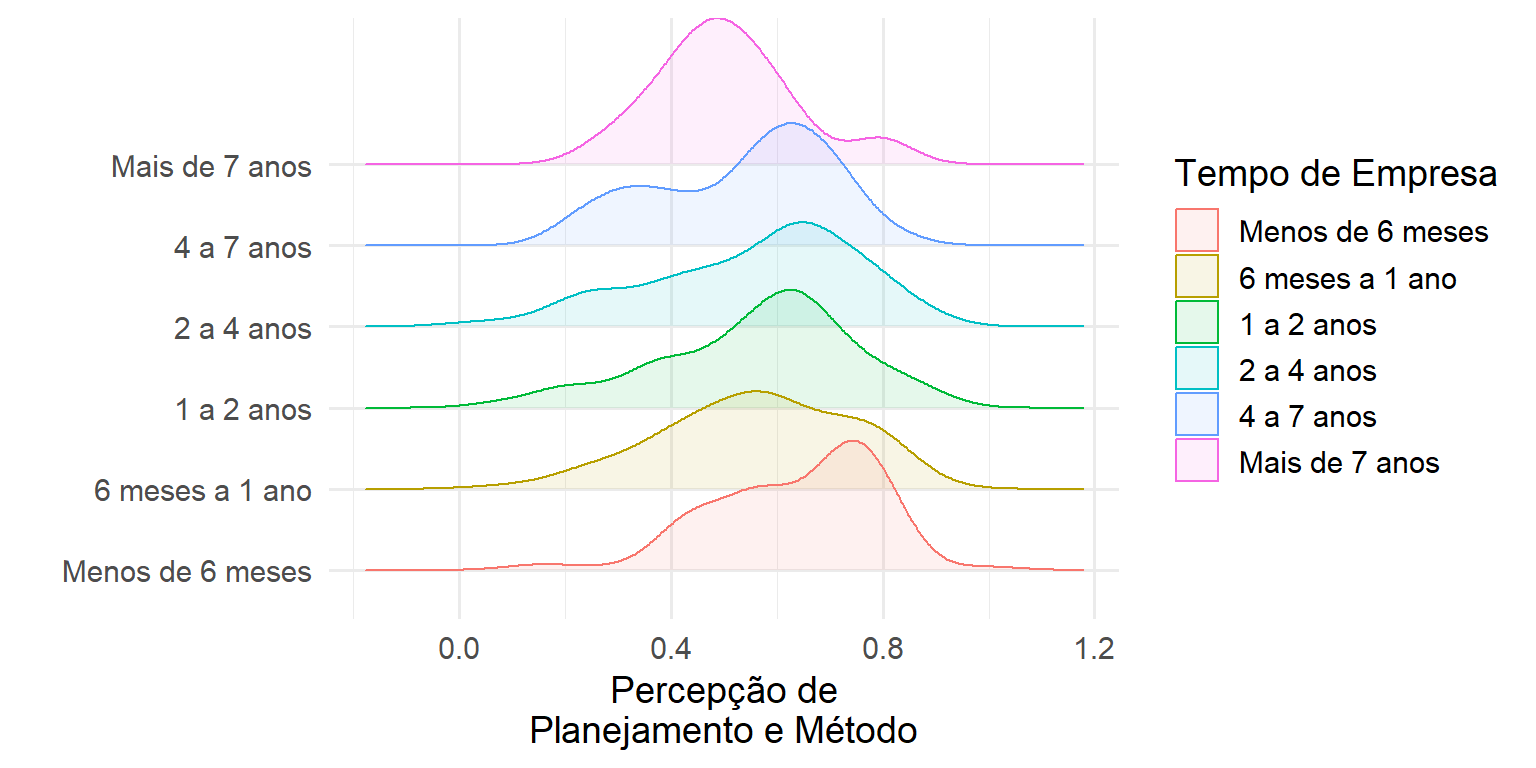 Mais de 7 anos
4 a 7 anos
2 a 4 anos
1 a 2 anos
6 meses a 1 ano
Menos de 6 meses
0.0
0.4
0.8
1.2
Percepção de
Planejamento e Método
Tempo de Empresa
Menos de 6 meses
6 meses a 1 ano
1 a 2 anos
2 a 4 anos
4 a 7 anos
Mais de 7 anos